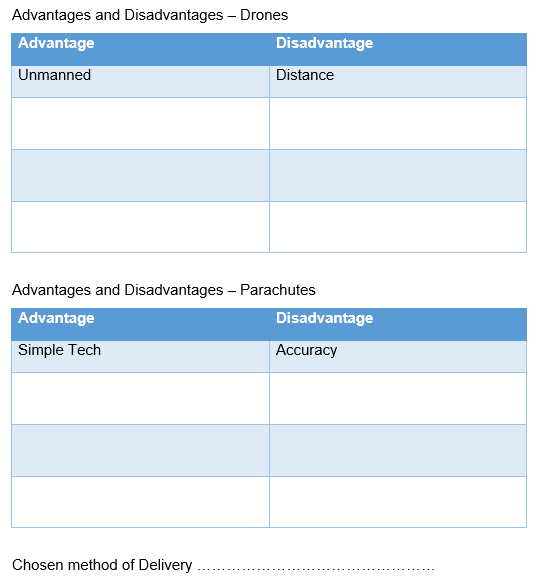 Advantages and Disadvantages – Drones
Advantage Disadvantage
Unmanned Distance
Advantages and Disadvantages – Parachutes
Advantage Disadvantage
Simple Tech Accuracy
Chosen method of Delivery …………………………………………